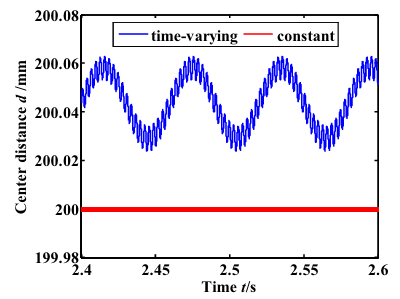 200.08
time-varying constant
200.06
200.04
200.02
200
199.98
2.4 2.45 2.5 2.55 2.6
Center distance d /mm
Time t/s